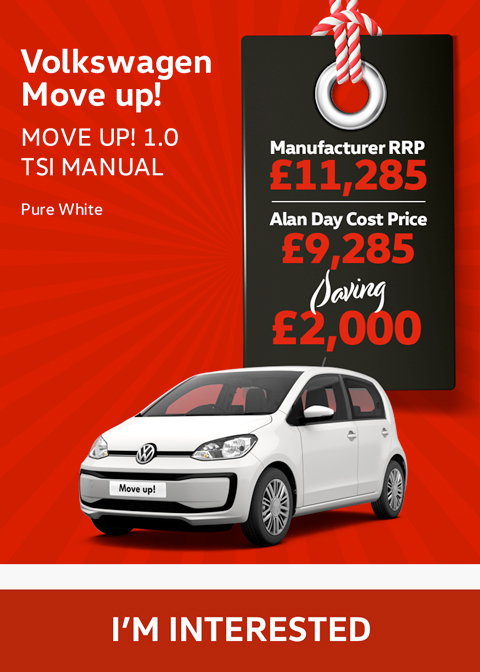 Volkswagen
Move up!
MOVE UP! 1.0
TSI MANUAL
Pure White
Manufacturer RRP
£11,285
Alan Day Cost Price
£9,285
Saving
£2,000
Move up!
I'M INTERESTED